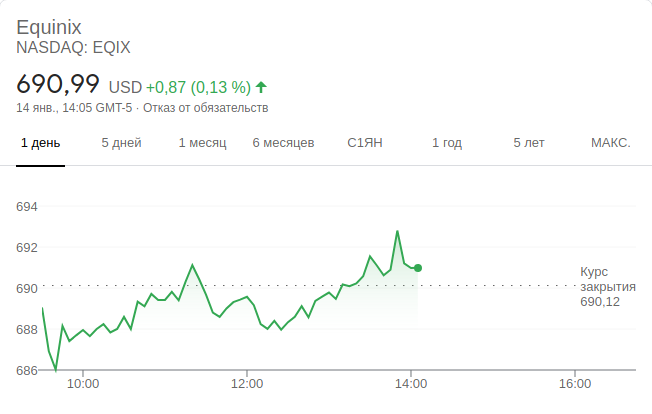 Equinix
NASDAQ: EQIX
690,99 USD +0,87 (0,13 %)
14 янв., 14:05 GMT-5 · Отказ от обязательств
1 день 5 дней 1 месяц 6 месяцев С1ЯН 1 год 5 лет МАКС.
694
692
690
688
686
Курс
закрытия
690,12
10:00 12:00 14:00 16:00